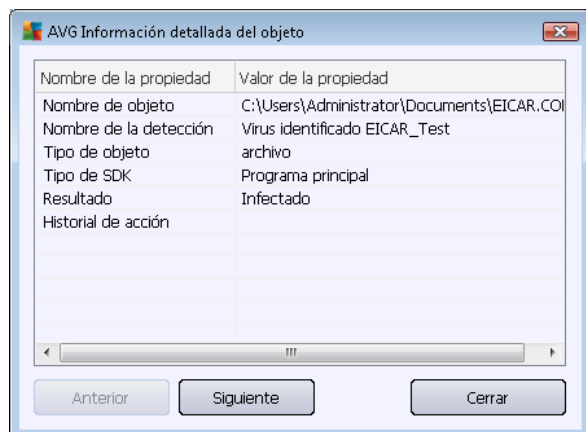 AVG Información detallada del objeto
Nombre de la propiedad Valor de la propiedad
Nombre de objeto C:\Users\Administrator\Documents\EICAR.CO
Nombre de la detección Virus identificado EICAR_Test
Tipo de objeto archivo
Tipo de SDK Programa principal
Resultado Infectado
Historial de acción
Anterior Siguiente Cerrar